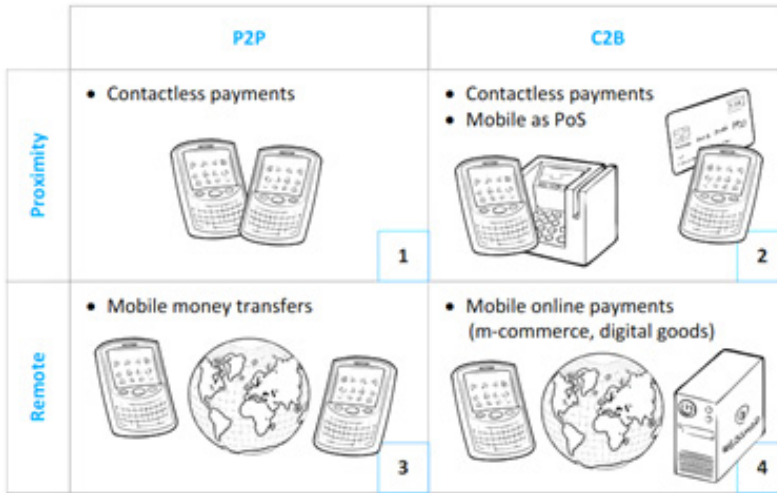 P2P
C2B
Proximity
• Contactless payments
1
• Contactless payments
• Mobile as PoS
2
Remote
• Mobile money transfers
3
• Mobile online payments
(m-commerce, digital goods)
4